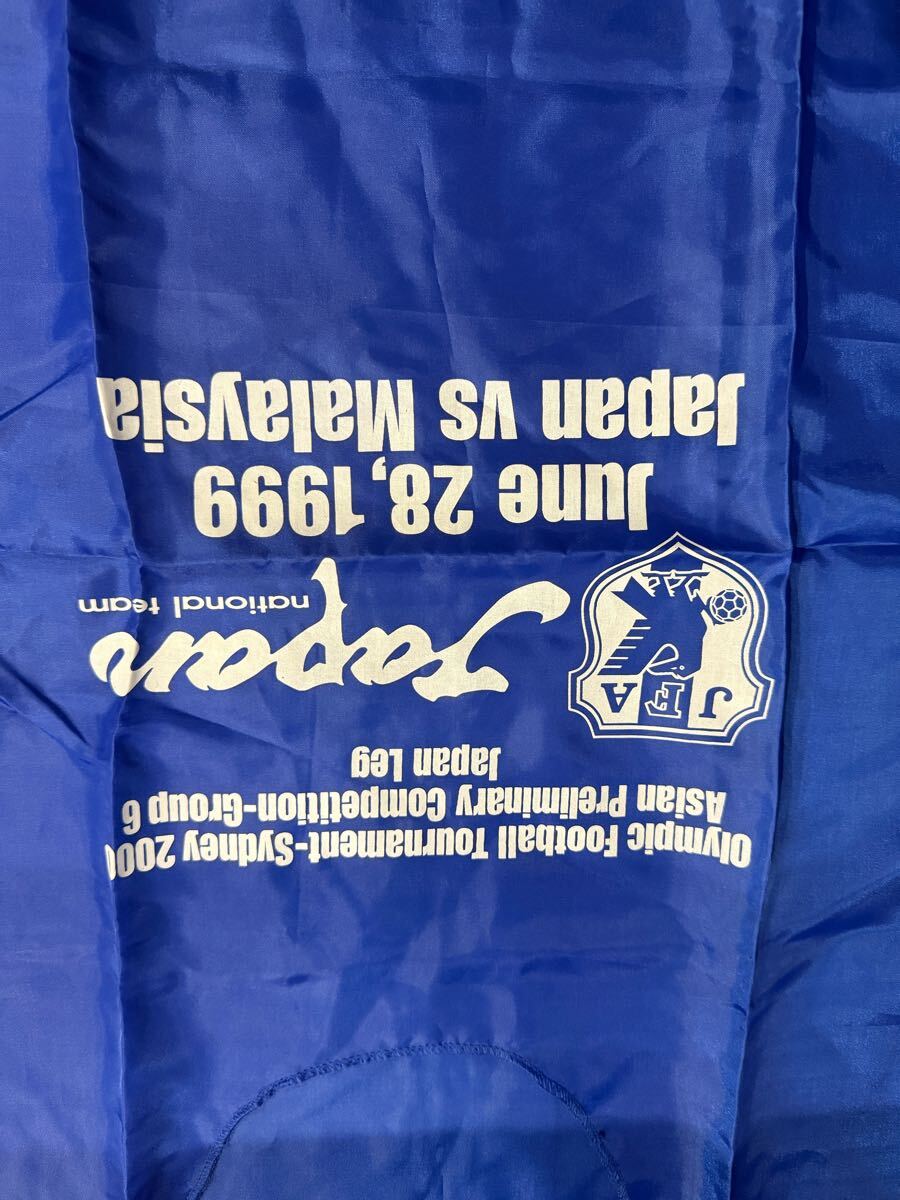 Olympic Football Tournament-Sydney 2000
Asian Preliminary Competition-Group 6
Japan Leg
JFA
Japan
national team
June 28,1999
Japan vs Malaysia